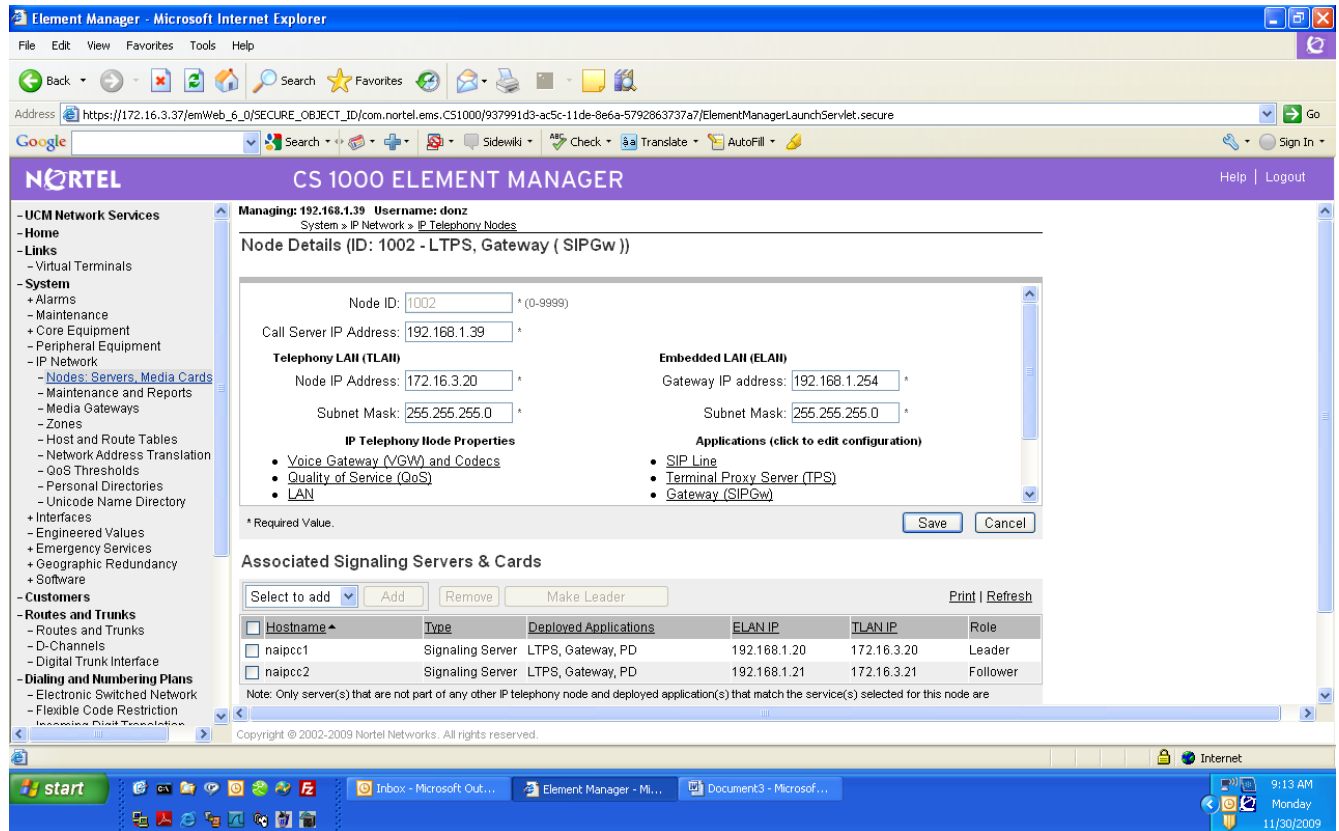 Element Manager - Microsoft Internet Explorer
File Edit View Favorites Tools Help
Back Search Favorites
Address https://172.16.3.37/emWeb_6_0/SECURE_OBJECT_ID/com.nortel.ems.CS1000/937991d3-ac5c-11de-8e6a-5792863737a7/ElementManagerLaunchServlet.secure Go
Google Search Sidewiki Check Translate AutoFill Sign In
NORTEL CS 1000 ELEMENT MANAGER Help | Logout
- UCM Network Services
- Home
- Links
- Virtual Terminals
- System
+ Alarms
- Maintenance
+ Core Equipment
- Peripheral Equipment
- IP Network
- Nodes: Servers, Media Cards
- Maintenance and Reports
- Media Gateways
- Zones
- Host and Route Tables
- Network Address Translation
- QoS Thresholds
- Personal Directories
- Unicode Name Directory
+ Interfaces
- Engineered Values
+ Emergency Services
+ Geographic Redundancy
+ Software
- Customers
- Routes and Trunks
- Routes and Trunks
- D-Channels
- Digital Trunk Interface
- Dialing and Numbering Plans
- Electronic Switched Network
- Flexible Code Restriction
- Incoming Digit Translation
Managing: 192.168.1.39 Username: donz
System » IP Network » IP Telephony Nodes
Node Details (ID: 1002 - LTPS, Gateway ( SIPGw ))
Node ID: 1002 * (0-9999)
Call Server IP Address: 192.168.1.39 *
Telephony LAN (TLAN) Embedded LAN (ELAN)
Node IP Address: 172.16.3.20 * Gateway IP address: 192.168.1.254 *
Subnet Mask: 255.255.255.0 * Subnet Mask: 255.255.255.0 *
IP Telephony Node Properties Applications (click to edit configuration)
• Voice Gateway (VGW) and Codecs • SIP Line
• Quality of Service (QoS) • Terminal Proxy Server (TPS)
• LAN • Gateway (SIPGw)
* Required Value. Save Cancel
Associated Signaling Servers & Cards
Select to add Add Remove Make Leader Print | Refresh
Hostname Type Deployed Applications ELAN IP TLAN IP Role
naipcc1 Signaling Server LTPS, Gateway, PD 192.168.1.20 172.16.3.20 Leader
naipcc2 Signaling Server LTPS, Gateway, PD 192.168.1.21 172.16.3.21 Follower
Note: Only server(s) that are not part of any other IP telephony node and deployed application(s) that match the service(s) selected for this node are
Copyright © 2002-2009 Nortel Networks. All rights reserved.
Internet
start Inbox - Microsoft Out... Element Manager - Mi... Document3 - Microsof... 9:13 AM
Monday
11/30/2009